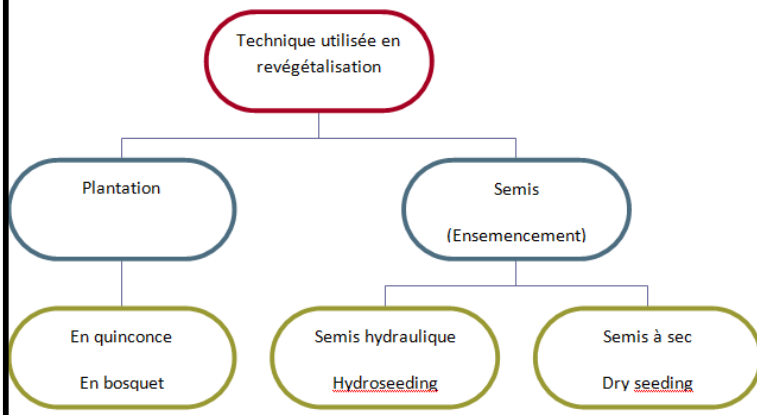 Technique utilisée en
revégétalisation
Plantation
Semis
(Ensemencement)
En quinconce
En bosquet
Semis hydraulique
Hydroseeding
Semis à sec
Dry seeding